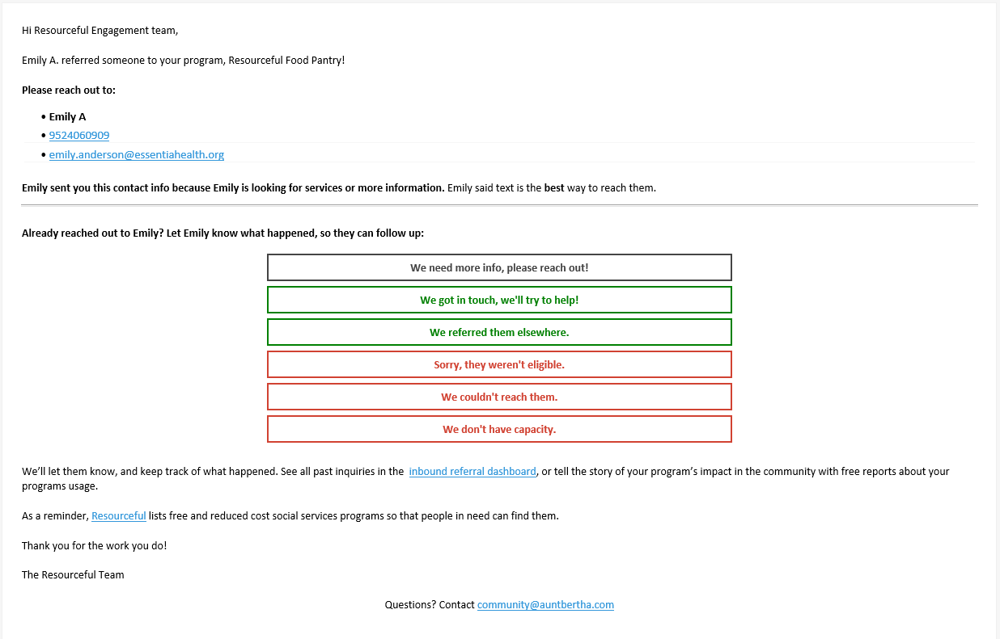 Hi Resourceful Engagement team,
Emily A. referred someone to your program, Resourceful Food Pantry!
Please reach out to:
• Emily A
• 9524060909
• emily.anderson@essentiahealth.org
Emily sent you this contact info because Emily is looking for services or more information. Emily said text is the best way to reach them.
Already reached out to Emily? Let Emily know what happened, so they can follow up:
We need more info, please reach out!
We got in touch, we'll try to help!
We referred them elsewhere.
Sorry, they weren't eligible.
We couldn't reach them.
We don't have capacity.
We’ll let them know, and keep track of what happened. See all past inquiries in the inbound referral dashboard, or tell the story of your program’s impact in the community with free reports about your
programs usage.
As a reminder, Resourceful lists free and reduced cost social services programs so that people in need can find them.
Thank you for the work you do!
The Resourceful Team
Questions? Contact community@auntbertha.com